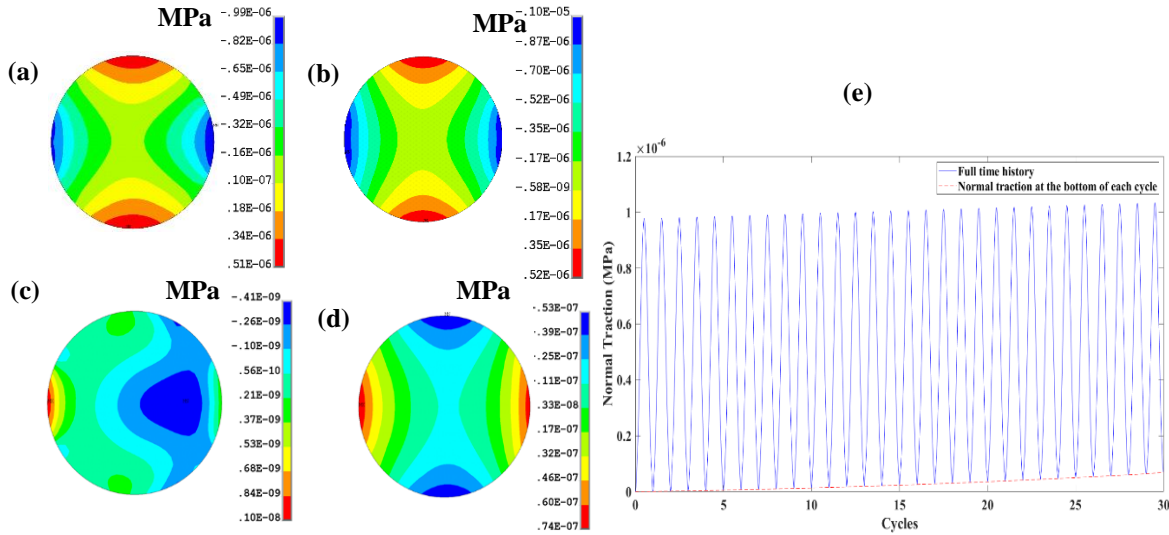 MPa
(a)
-.99E-06
-.82E-06
-.65E-06
-.49E-06
-.32E-06
-.16E-06
.10E-07
.18E-06
.34E-06
.51E-06
MPa
(b)
-.10E-05
-.87E-06
-.70E-06
-.52E-06
-.35E-06
-.17E-06
-.58E-09
.17E-06
.35E-06
.52E-06
(c)
MPa
-.41E-09
-.26E-09
-.10E-09
.56E-10
.21E-09
.37E-09
.53E-09
.68E-09
.84E-09
.10E-08
(d)
MPa
-.53E-07
-.39E-07
-.25E-07
-.11E-07
.33E-08
.17E-07
.32E-07
.46E-07
.60E-07
.74E-07
(e)
×10⁻⁶
1.2
1
0.8
0.6
0.4
0.2
0
Normal Traction (MPa)
Full time history
Normal traction at the bottom of each cycle
0 5 10 15 20 25 30
Cycles